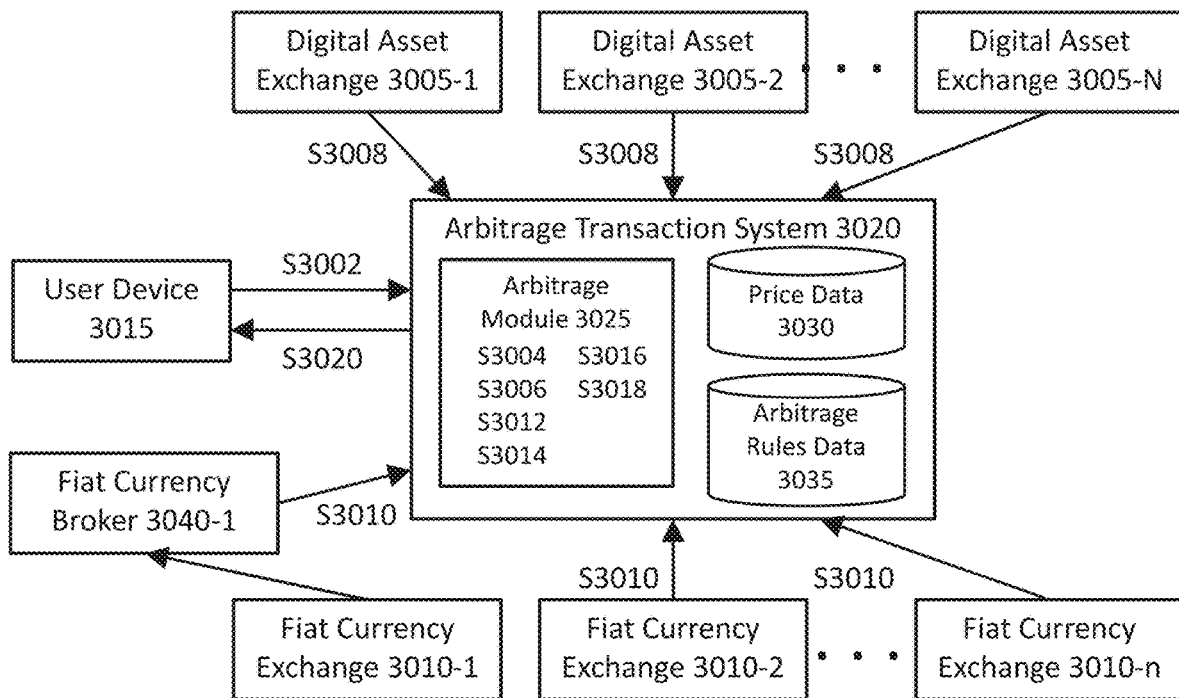 Digital Asset
Exchange 3005-1
Digital Asset
Exchange 3005-2
Digital Asset
Exchange 3005-N
S3008
S3008
S3008
Arbitrage Transaction System 3020
User Device
3015
S3002
S3020
Arbitrage
Module 3025
S3004 S3016
S3006 S3018
S3012
S3014
Price Data
3030
Arbitrage
Rules Data
3035
Fiat Currency
Broker 3040-1
S3010
S3010
S3010
Fiat Currency
Exchange 3010-1
Fiat Currency
Exchange 3010-2
Fiat Currency
Exchange 3010-n